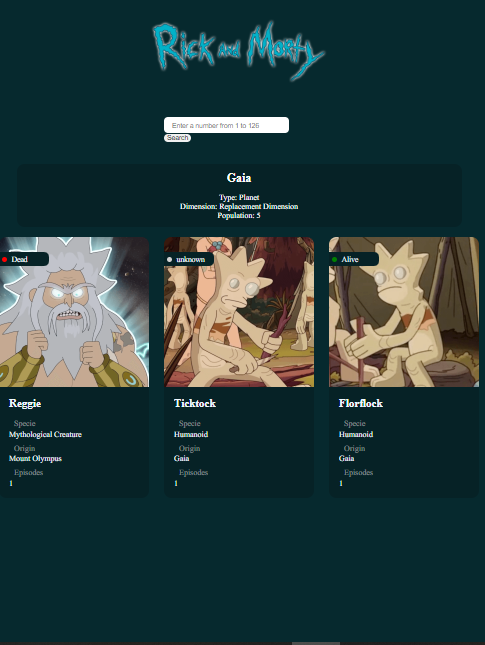 Rick and Morty
Enter a number from 1 to 126
Search
Gaia
Type: Planet
Dimension: Replacement Dimension
Population: 5
Dead
unknown
Alive
Reggie
Specie
Mythological Creature
Origin
Mount Olympus
Episodes
1
Ticktock
Specie
Humanoid
Origin
Gaia
Episodes
1
Florflock
Specie
Humanoid
Origin
Gaia
Episodes
1